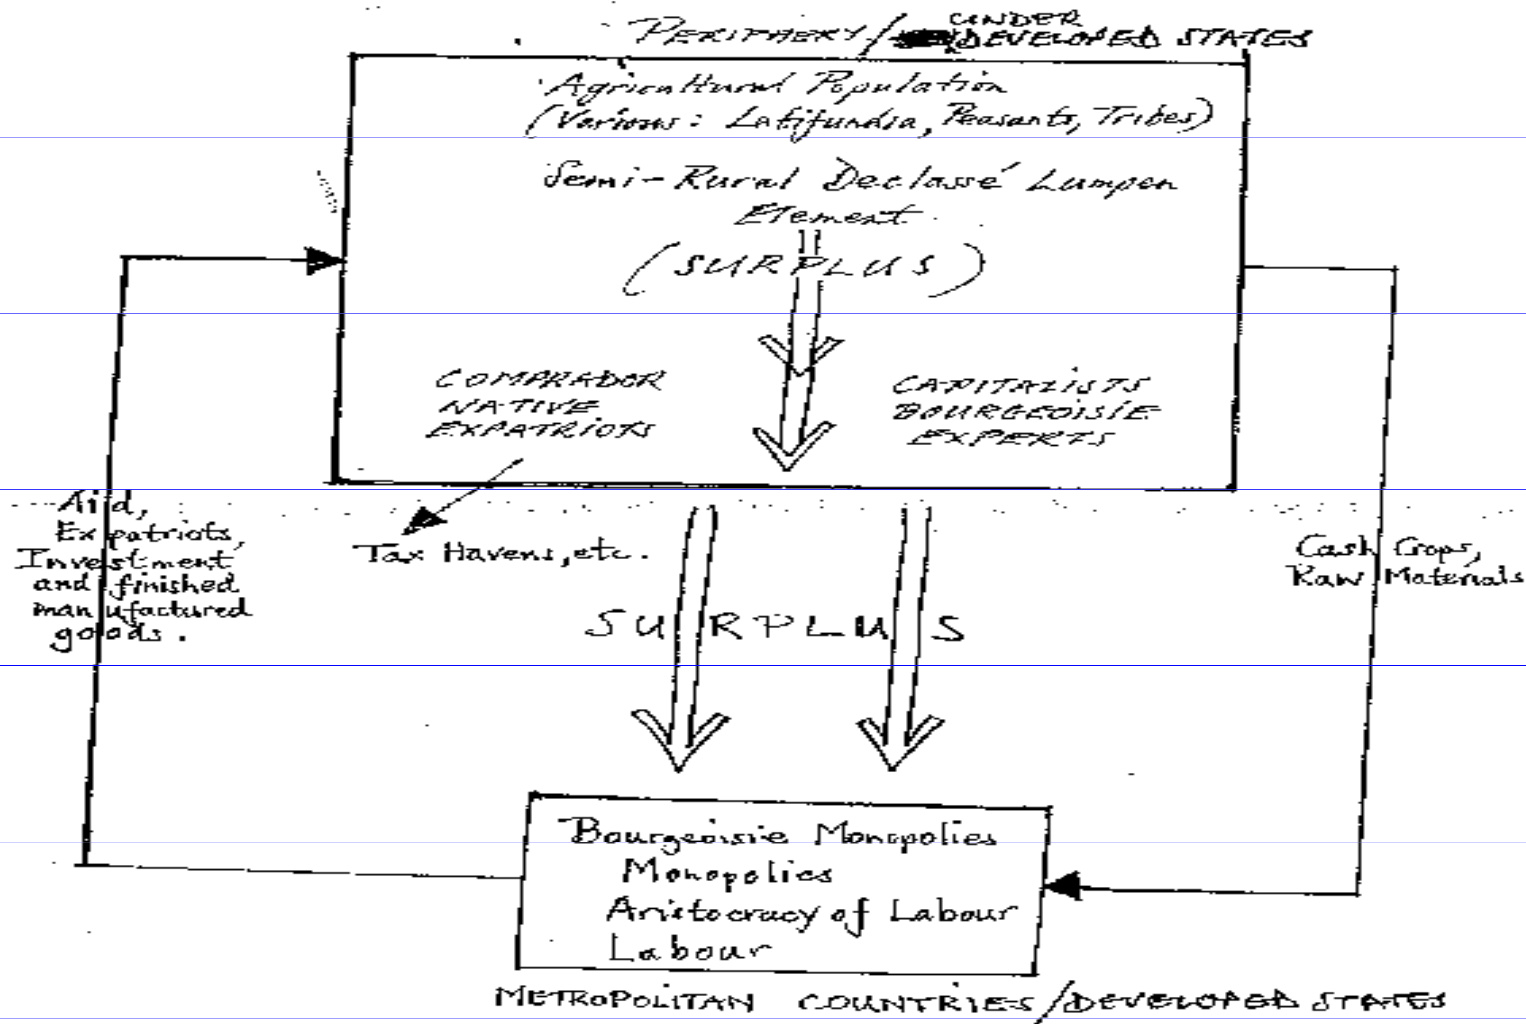 PERIPHERY/UNDER
DEVELOPED STATES
Agricultural Population
(Various: Latifundia, Peasants, Tribes)
Semi-Rural Declassé Lumpen
Element
(SURPLUS)
COMPRADOR
NATIVE
EXPATRIOTS
CAPITALISTS
BOURGEOISIE
EXPERTS
Aid,
Expatriots,
Investment
and finished
manufactured
goods.
Tax Havens, etc.
Cash Crops,
Raw Materials
SURPLUS
Bourgeoisie Monopolies
Monopolies
Aristocracy of Labour
Labour
METROPOLITAN COUNTRIES/DEVELOPED STATES